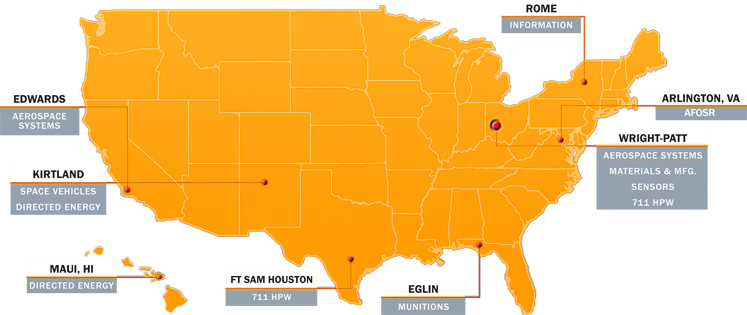 ROME
INFORMATION
EDWARDS
AEROSPACE
SYSTEMS
ARLINGTON, VA
AFOSR
WRIGHT-PATT
AEROSPACE SYSTEMS
MATERIALS & MFG.
SENSORS
711 HPW
KIRTLAND
SPACE VEHICLES
DIRECTED ENERGY
MAUI, HI
DIRECTED ENERGY
FT SAM HOUSTON
711 HPW
EGLIN
MUNITIONS